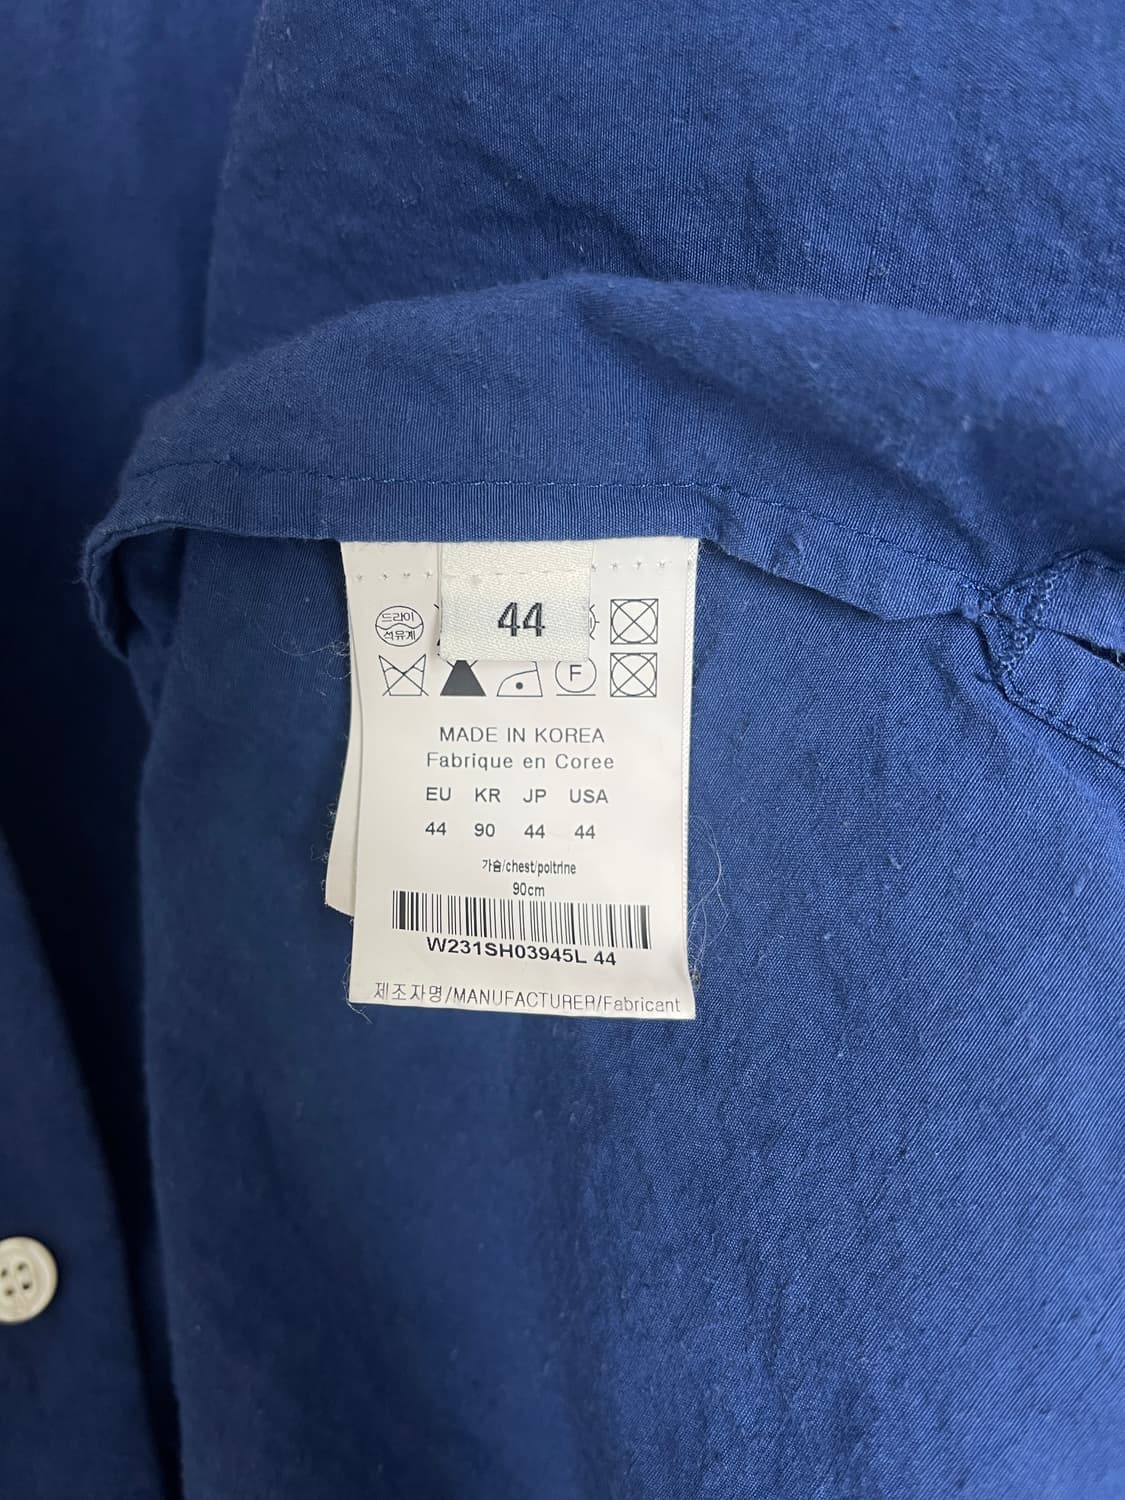 44
드라이
석유계
F
MADE IN KOREA
Fabrique en Coree
EU KR JP USA
44 90 44 44
가슴/chest/poltrine
90cm
W231SH03945L 44
제조자명/MANUFACTURER/Fabricant